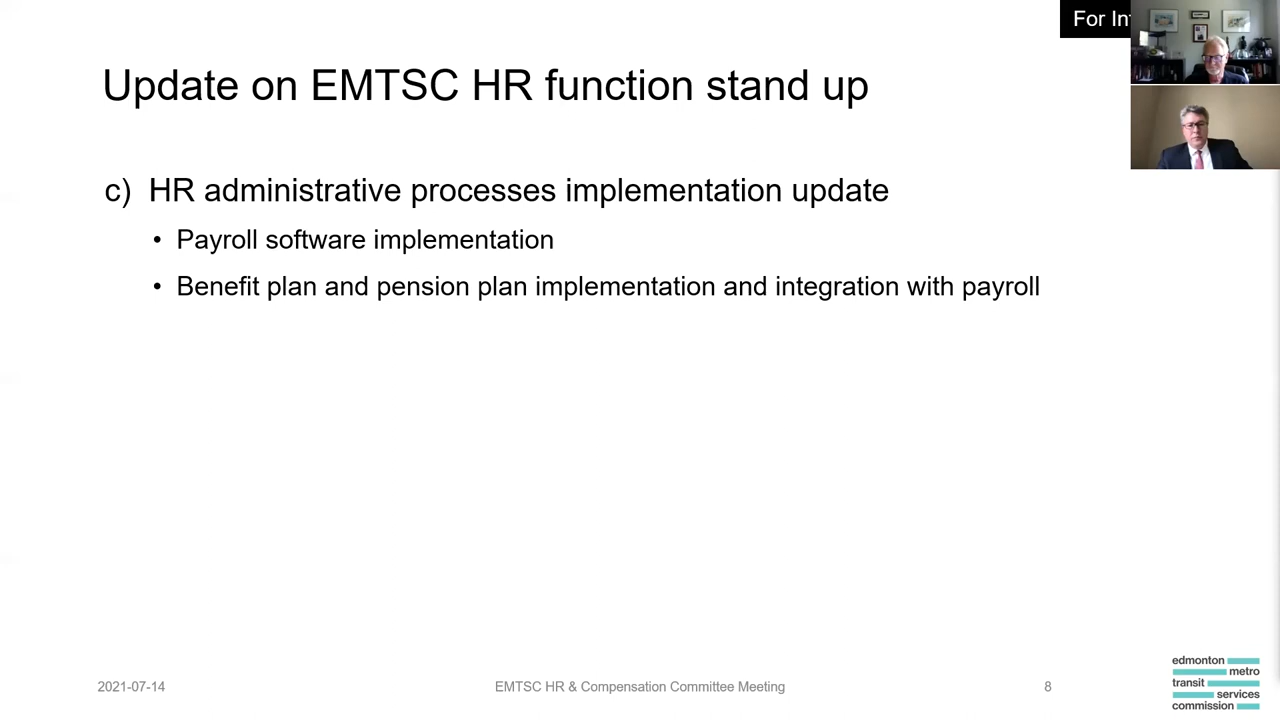 For
Update on EMTSC HR function stand up
c) HR administrative processes implementation update
• Payroll software implementation
• Benefit plan and pension plan implementation and integration with payroll
2021-07-14
EMTSC HR & Compensation Committee Meeting
8
edmonton
metro
transit
services
commission